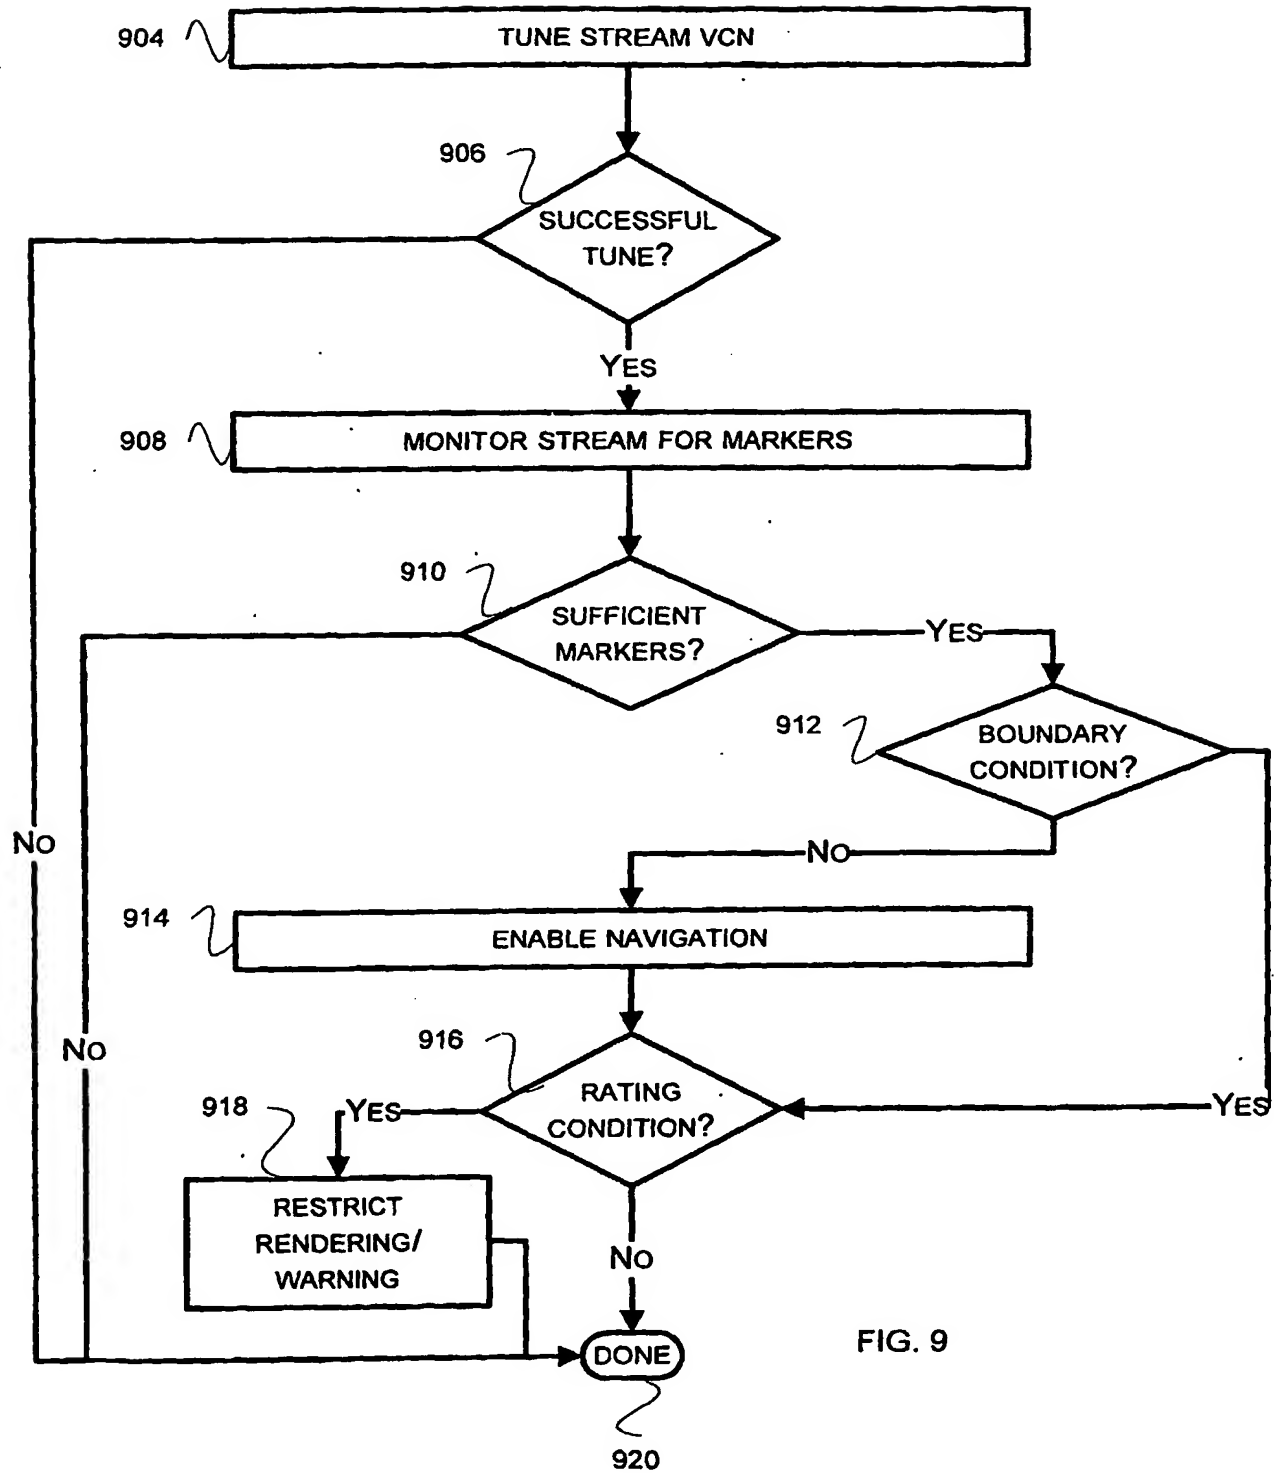 904
TUNE STREAM VCN
906
SUCCESSFUL
TUNE?
YES
908
MONITOR STREAM FOR MARKERS
910
SUFFICIENT
MARKERS?
YES
912
BOUNDARY
CONDITION?
NO
NO
914
ENABLE NAVIGATION
NO
916
RATING
CONDITION?
YES
YES
918
RESTRICT
RENDERING/
WARNING
NO
DONE
FIG. 9
920